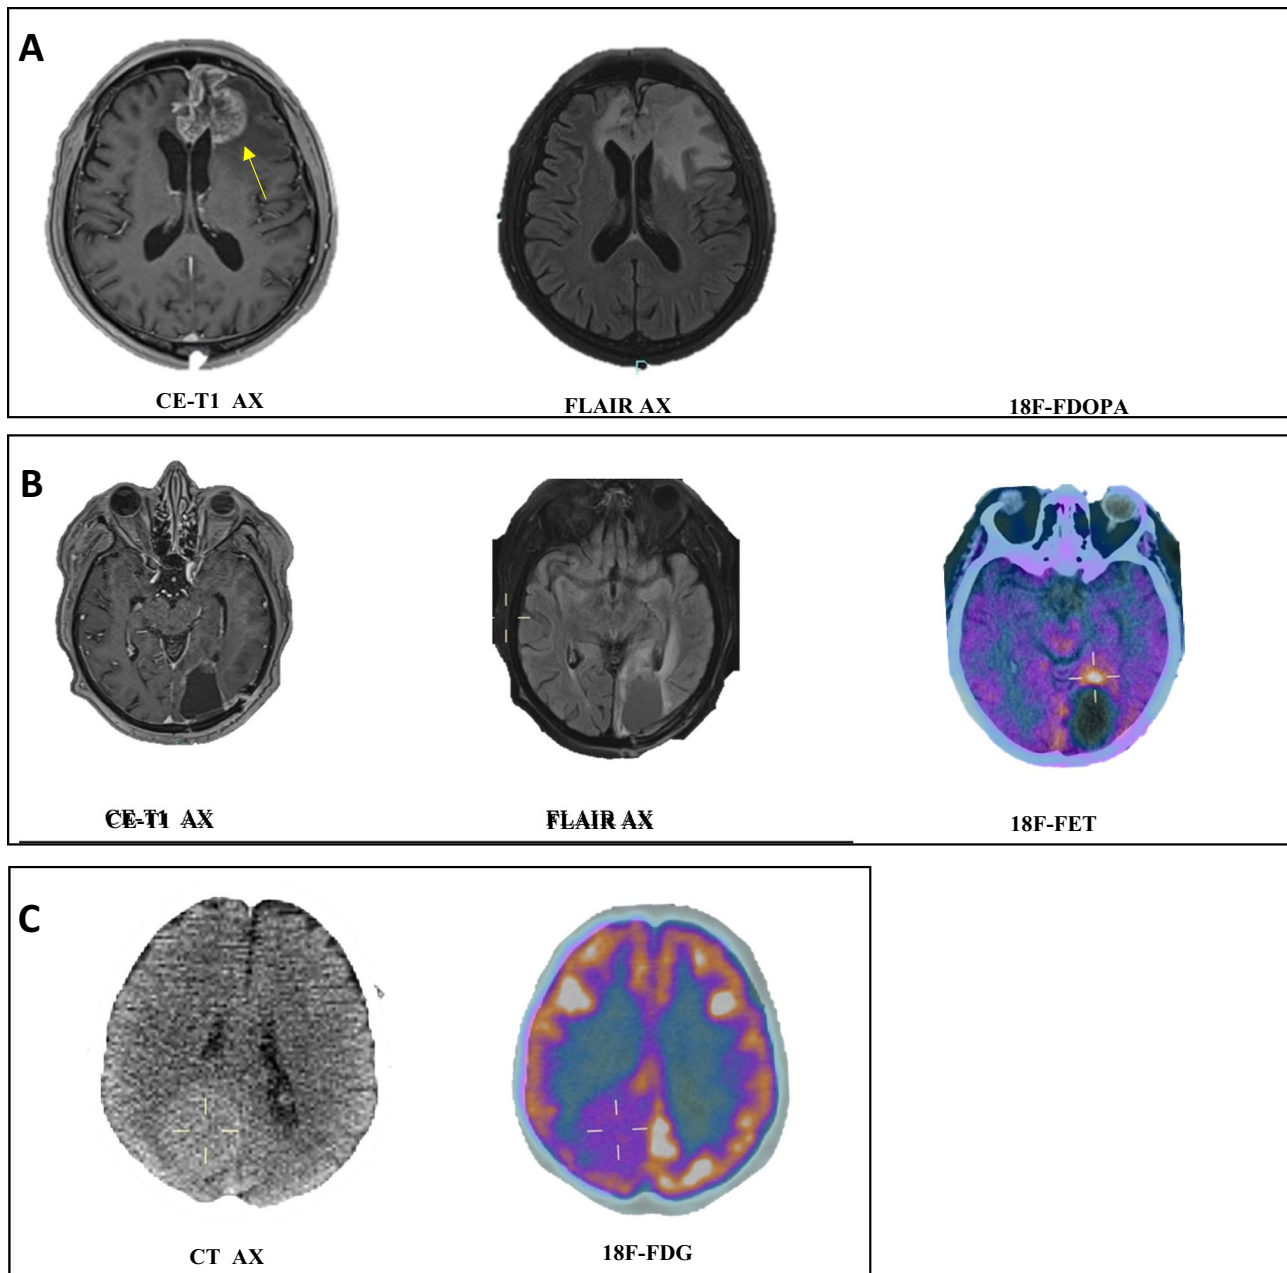 A
CE-T1 AX
FLAIR AX
18F-FDOPA
B
CE-T1 AX
FLAIR AX
18F-FET
C
CT AX
18F-FDG